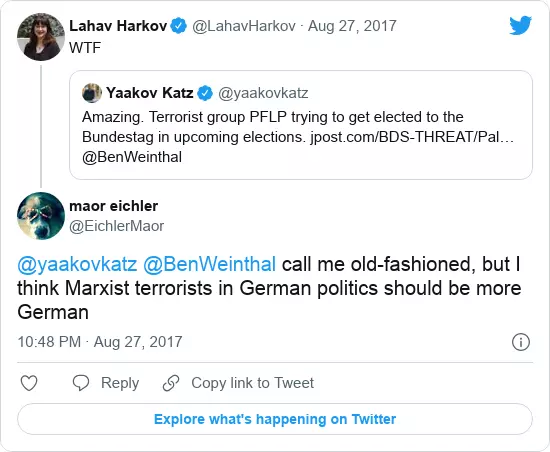 Lahav Harkov @LahavHarkov · Aug 27, 2017
WTF
Yaakov Katz @yaakovkatz
Amazing. Terrorist group PFLP trying to get elected to the
Bundestag in upcoming elections. jpost.com/BDS-THREAT/Pal…
@BenWeinthal
maor eichler
@EichlerMaor
@yaakovkatz @BenWeinthal call me old-fashioned, but I
think Marxist terrorists in German politics should be more
German
10:48 PM · Aug 27, 2017
Reply Copy link to Tweet
Explore what's happening on Twitter